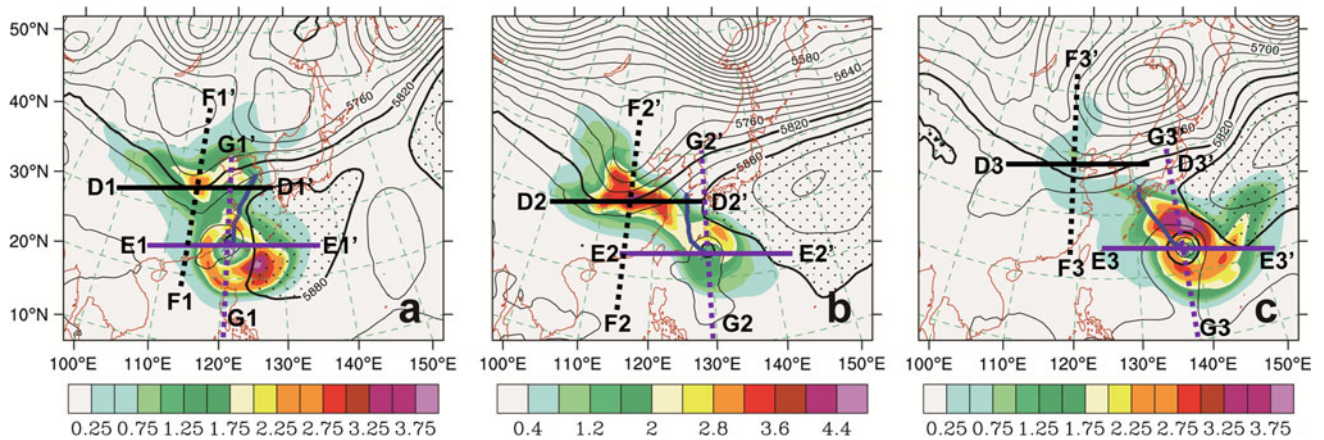 50°N
40°N
30°N
20°N
10°N
F1'
G1'
D1
D1'
E1
E1'
F1
G1
5760
5820
5880
a
100°E 110°E 120°E 130°E 140°E 150°E
0.25 0.75 1.25 1.75 2.25 2.75 3.25 3.75
F2'
G2'
D2
D2'
E2
E2'
F2
G2
5580
5640
5760
5820
5880
b
100°E 110°E 120°E 130°E 140°E 150°E
0.4 1.2 2 2.8 3.6 4.4
F3'
G3
D3
D3'
E3
E3'
F3
G3
5700
5820
c
100°E 110°E 120°E 130°E 140°E 150°E
0.25 0.75 1.25 1.75 2.25 2.75 3.25 3.75